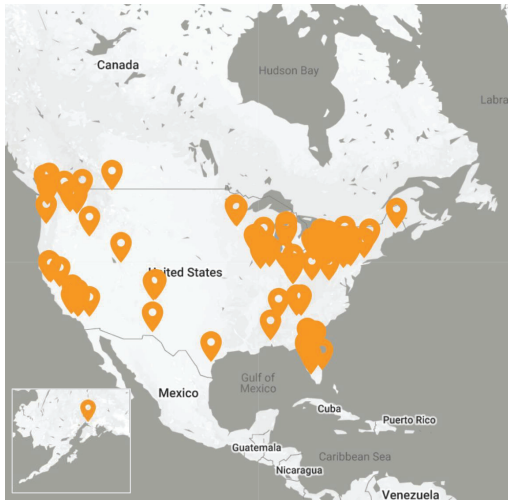 Canada
Hudson Bay
Labra
United States
Gulf of
Mexico
Mexico
Cuba
Puerto Rico
Guatemala
Caribbean Sea
Nicaragua
Venezuela